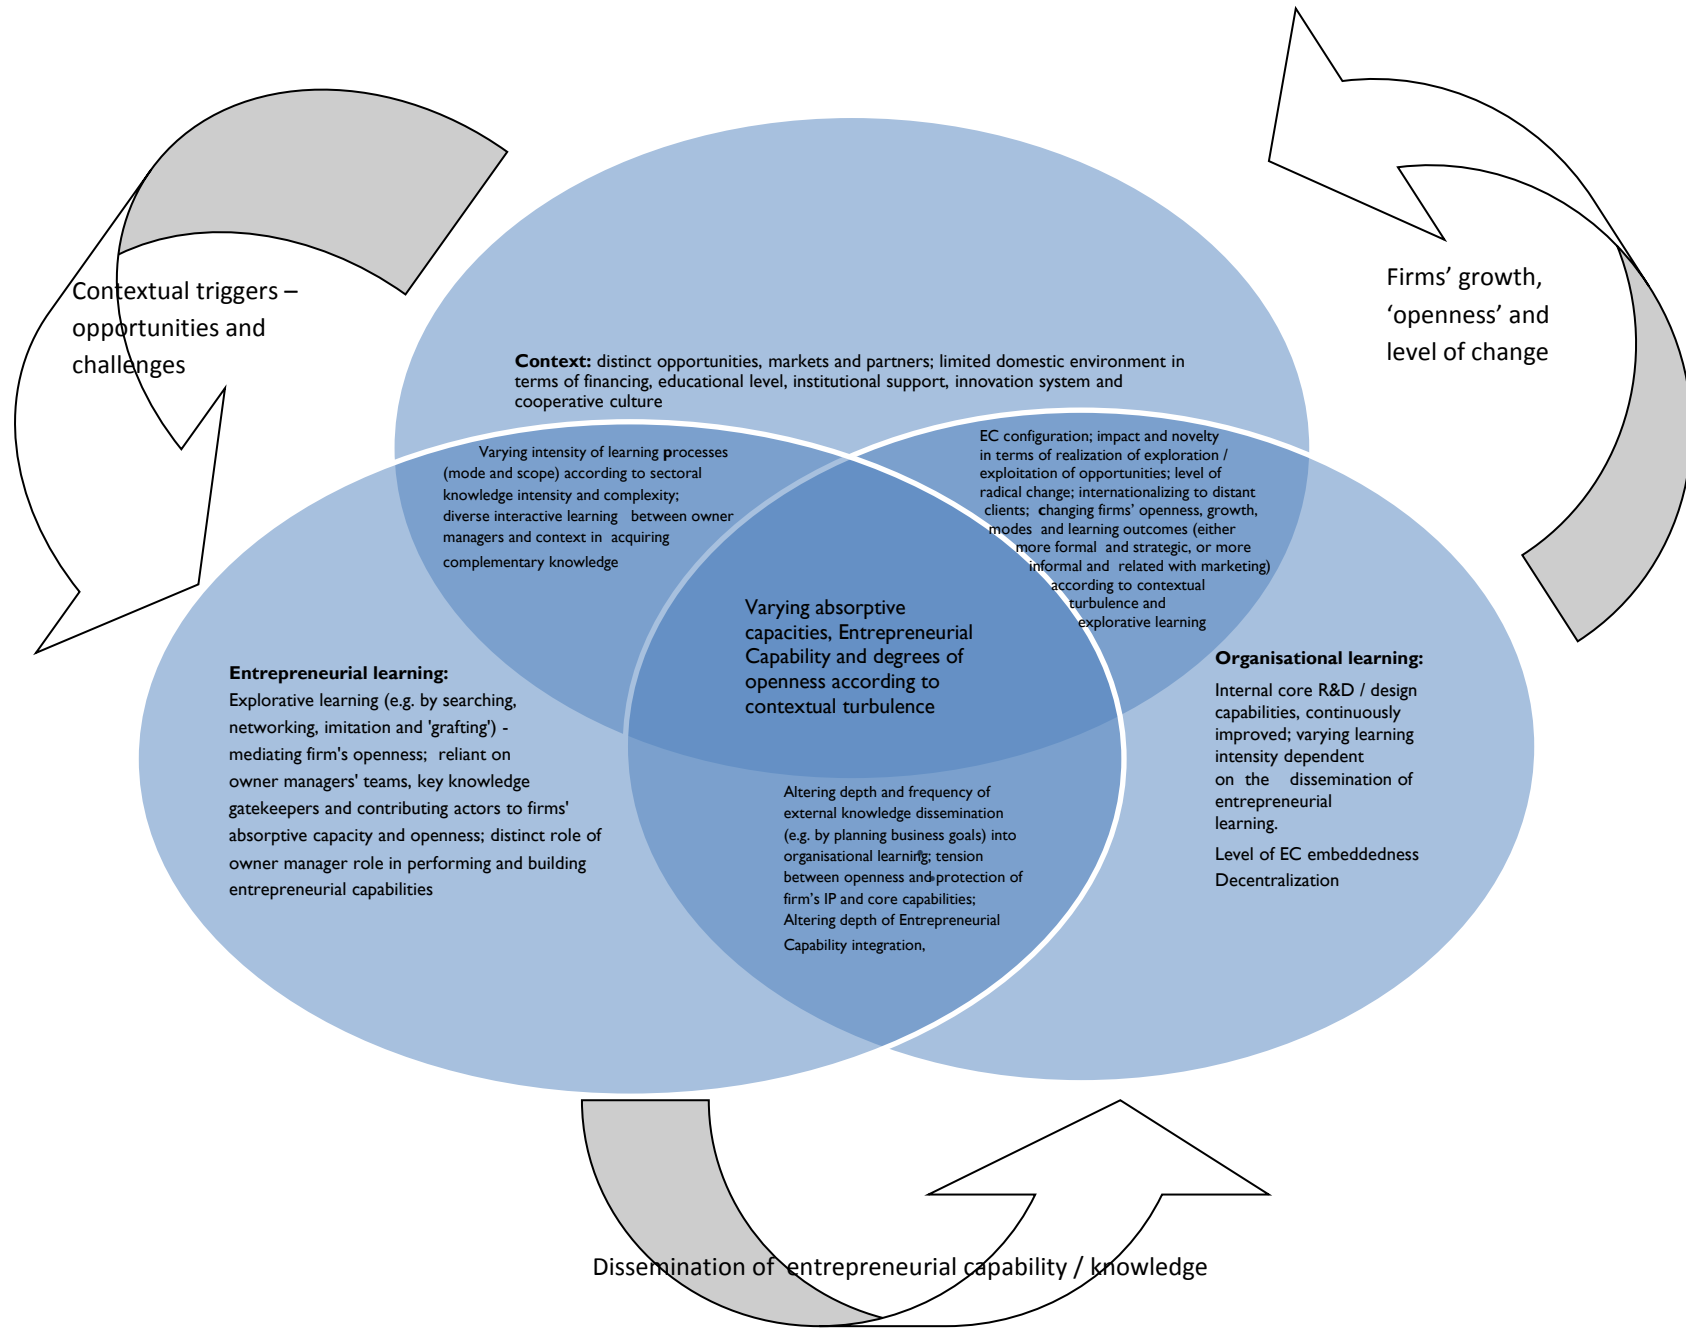 Contextual triggers –
opportunities and
challenges
Firms’ growth,
‘openness’ and
level of change
Context: distinct opportunities, markets and partners; limited domestic environment in
terms of financing, educational level, institutional support, innovation system and
cooperative culture
Varying intensity of learning processes
(mode and scope) according to sectoral
knowledge intensity and complexity;
diverse interactive learning between owner
managers and context in acquiring
complementary knowledge
EC configuration; impact and novelty
in terms of realization of exploration /
exploitation of opportunities; level of
radical change; internationalizing to distant
clients; changing firms’ openness, growth,
modes and learning outcomes (either
more formal and strategic, or more
informal and related with marketing)
according to contextual
turbulence and
explorative learning
Varying absorptive
capacities, Entrepreneurial
Capability and degrees of
openness according to
contextual turbulence
Entrepreneurial learning:
Explorative learning (e.g. by searching,
networking, imitation and 'grafting') -
mediating firm's openness; reliant on
owner managers' teams, key knowledge
gatekeepers and contributing actors to firms'
absorptive capacity and openness; distinct role of
owner manager role in performing and building
entrepreneurial capabilities
Organisational learning:
Internal core R&D / design
capabilities, continuously
improved; varying learning
intensity dependent
on the dissemination of
entrepreneurial
learning.
Level of EC embeddedness
Decentralization
Altering depth and frequency of
external knowledge dissemination
(e.g. by planning business goals) into
organisational learning; tension
between openness and protection of
firm's IP and core capabilities;
Altering depth of Entrepreneurial
Capability integration,
Dissemination of entrepreneurial capability / knowledge